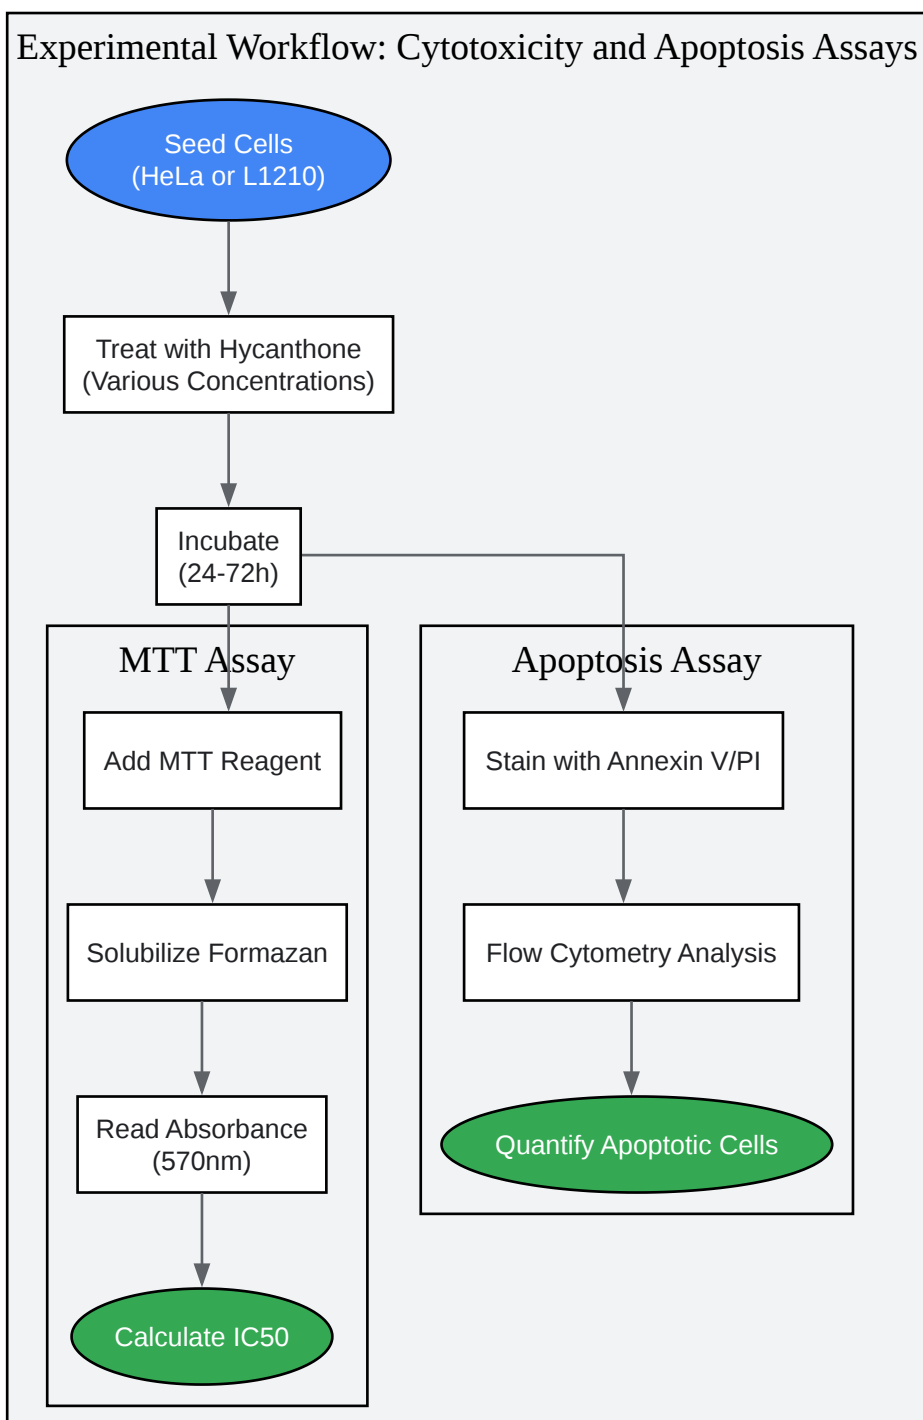 Experimental Workflow: Cytotoxicity and Apoptosis Assays
Seed Cells
(HeLa or L1210)
Treat with Hycanthone
(Various Concentrations)
Incubate
(24-72h)
MTT Assay
Add MTT Reagent
Solubilize Formazan
Read Absorbance
(570nm)
Calculate IC50
Apoptosis Assay
Stain with Annexin V/PI
Flow Cytometry Analysis
Quantify Apoptotic Cells